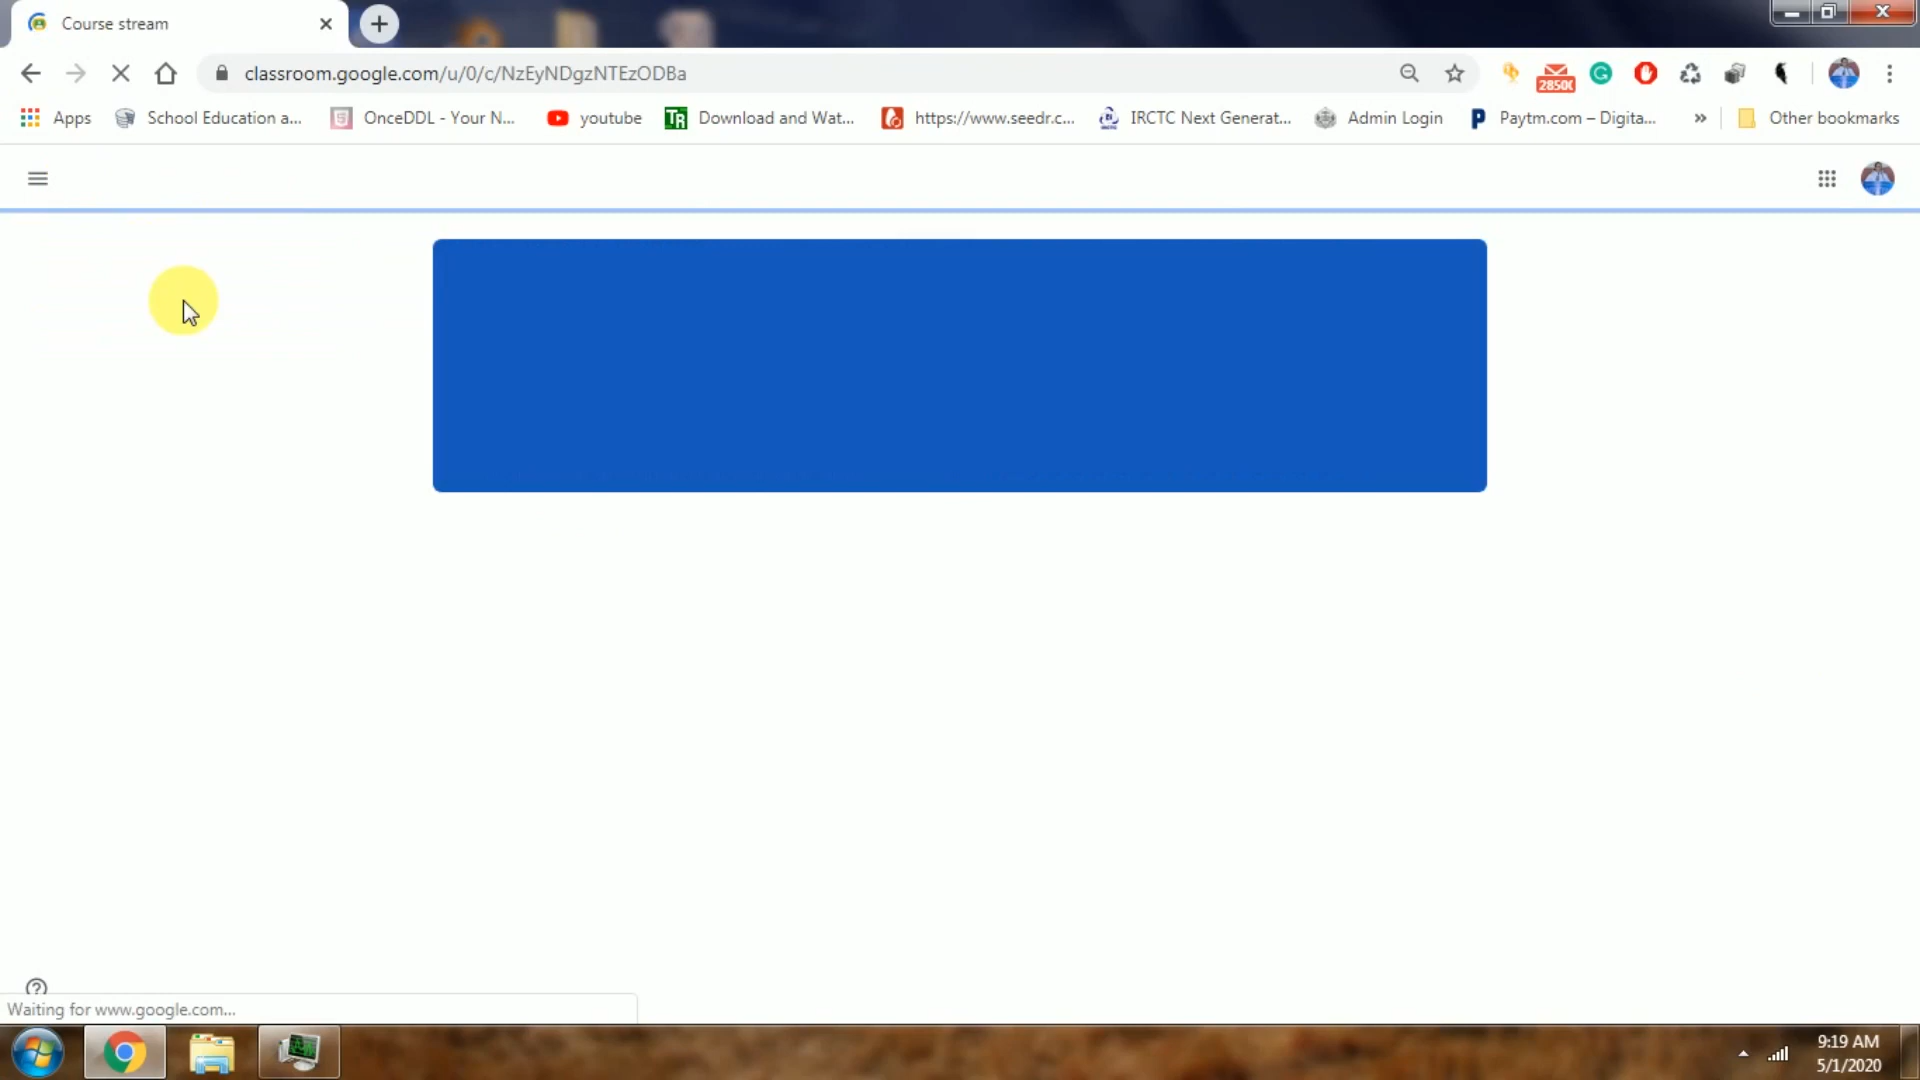 Course stream
classroom.google.com/u/0/c/NzEyNDgzNTEzODBa
2850(
Apps
School Education a...
OnceDDL - Your N...
youtube
TR
Download and Wat...
https://www.seedr.c...
IRCTC Next Generat...
Admin Login
Paytm.com – Digita...
Other bookmarks
Waiting for www.google.com...
9:19 AM
5/1/2020